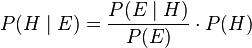 P(H | E) = P(E | H) / P(E) · P(H)